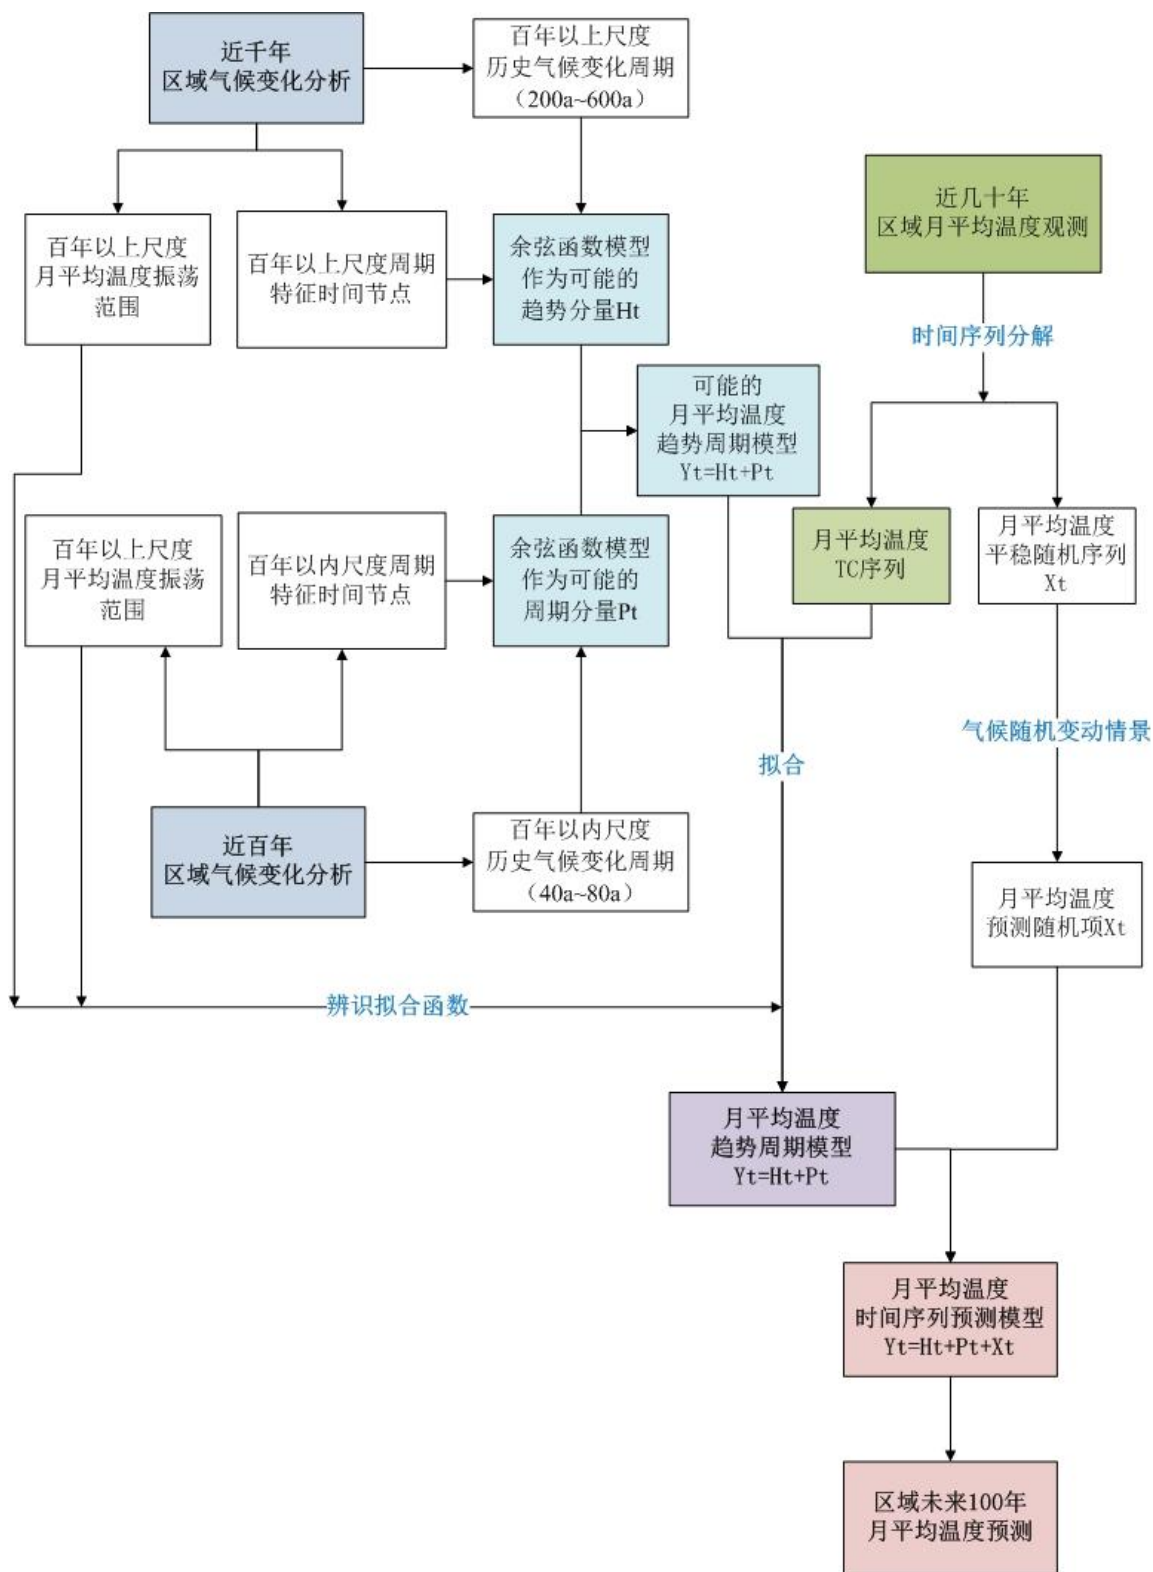 近千年
区域气候变化分析
百年以上尺度
历史气候变化周期
（200a~600a）
近几十年
区域月平均温度观测
百年以上尺度
月平均温度振荡
范围
百年以上尺度周期
特征时间节点
余弦函数模型
作为可能的
趋势分量Ht
时间序列分解
可能的
月平均温度
趋势周期模型
Yt=Ht+Pt
百年以上尺度
月平均温度振荡
范围
百年以内尺度周期
特征时间节点
余弦函数模型
作为可能的
周期分量Pt
月平均温度
TC序列
月平均温度
平稳随机序列
Xt
气候随机变动情景
拟合
近百年
区域气候变化分析
百年以内尺度
历史气候变化周期
（40a~80a）
月平均温度
预测随机项Xt
辨识拟合函数
月平均温度
趋势周期模型
Yt=Ht+Pt
月平均温度
时间序列预测模型
Yt=Ht+Pt+Xt
区域未来100年
月平均温度预测